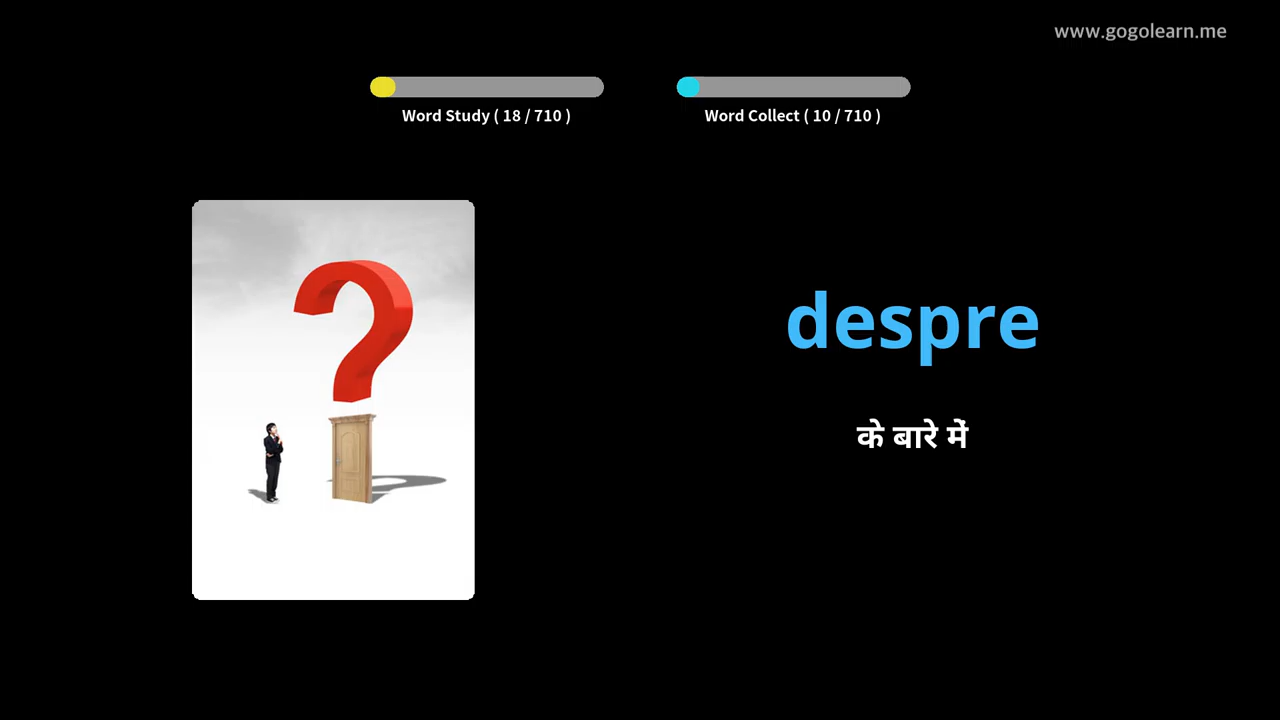 www.gogolearn.me
Word Study ( 18 / 710 )
Word Collect ( 10 / 710 )
despre
के बारे में